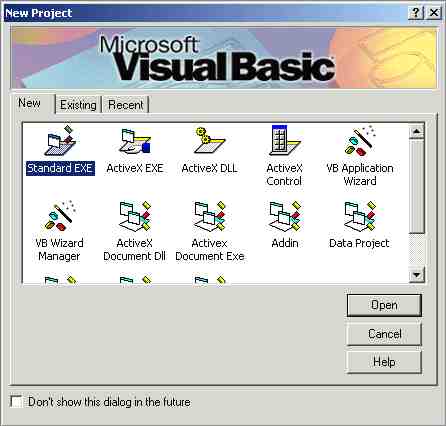 New Project
Microsoft
Visual Basic
New Existing Recent
Standard EXE ActiveX EXE ActiveX DLL ActiveX Control VB Application Wizard
VB Wizard Manager ActiveX Document Dll Activex Document Exe Addin Data Project
Open
Cancel
Help
Don't show this dialog in the future